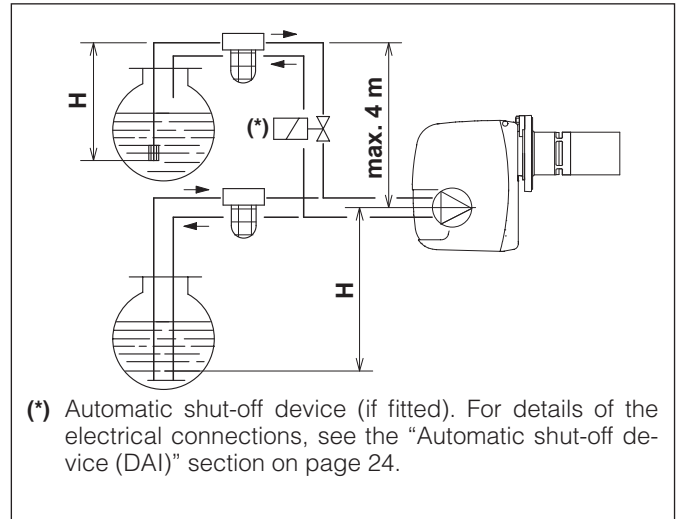 H
(*)
max. 4 m
H
(*) Automatic shut-off device (if fitted). For details of the
electrical connections, see the “Automatic shut-off de-
vice (DAI)” section on page 24.